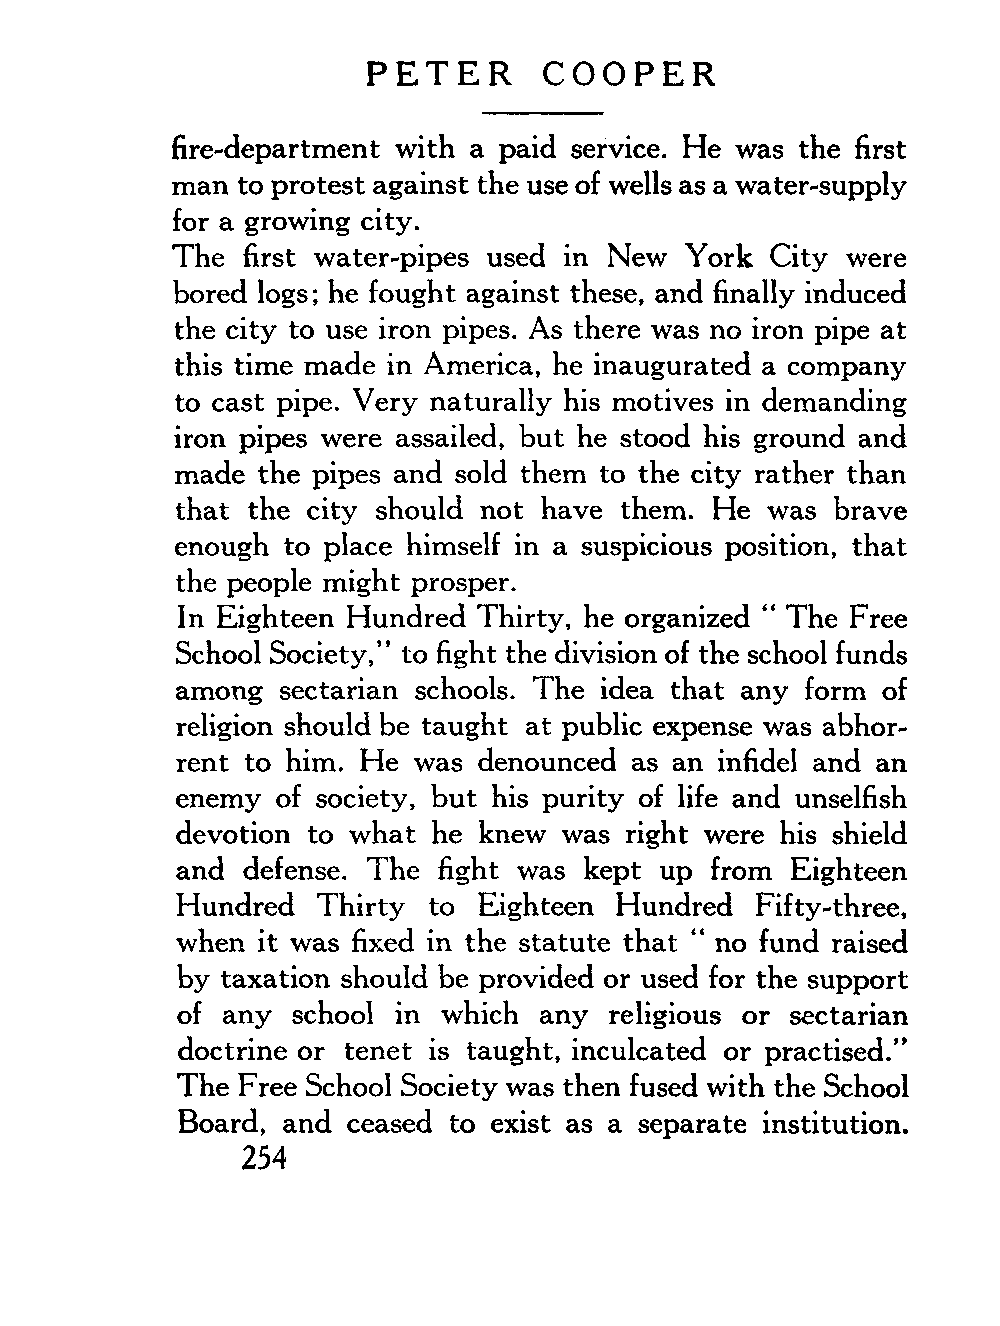 PETER COOPER
fire-department with a paid service. He was the first
man to protest against the use of wells as a water-supply
for a growing city.
The first water-pipes used in New York City were
bored logs; he fought against these, and finally induced
the city to use iron pipes. As there was no iron pipe at
this time made in America, he inaugurated a company
to cast pipe. Very naturally his motives in demanding
iron pipes were assailed, but he stood his ground and
made the pipes and sold them to the city rather than
that the city should not have them. He was brave
enough to place himself in a suspicious position, that
the people might prosper.
In Eighteen Hundred Thirty, he organized “ The Free
School Society,” to fight the division of the school funds
among sectarian schools. The idea that any form of
religion should be taught at public expense was abhor-
rent to him. He was denounced as an infidel and an
enemy of society, but his purity of life and unselfish
devotion to what he knew was right were his shield
and defense. The fight was kept up from Eighteen
Hundred Thirty to Eighteen Hundred Fifty-three,
when it was fixed in the statute that “ no fund raised
by taxation should be provided or used for the support
of any school in which any religious or sectarian
doctrine or tenet is taught, inculcated or practised.”
The Free School Society was then fused with the School
Board, and ceased to exist as a separate institution.
254